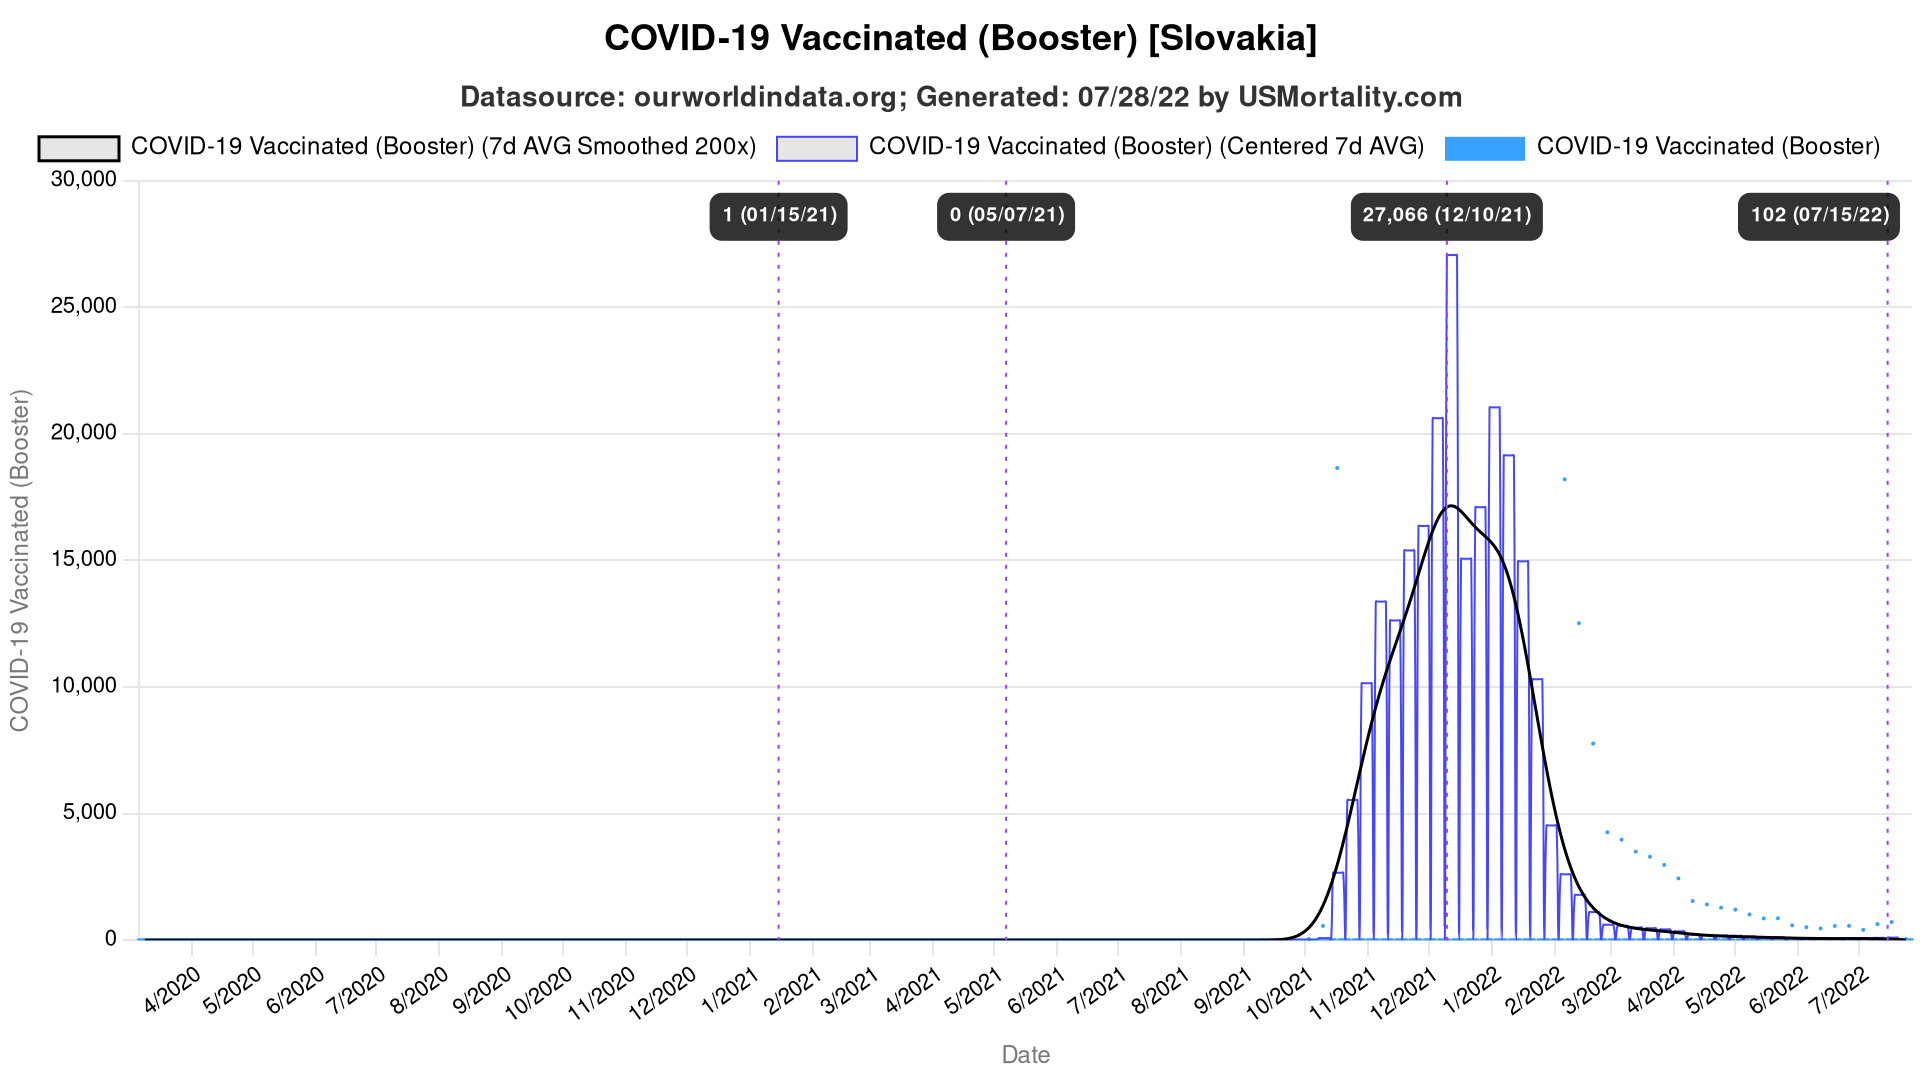 COVID-19 Vaccinated (Booster) [Slovakia]
Datasource: ourworldindata.org; Generated: 07/28/22 by USMortality.com
COVID-19 Vaccinated (Booster) (7d AVG Smoothed 200x) COVID-19 Vaccinated (Booster) (Centered 7d AVG) COVID-19 Vaccinated (Booster)
30,000
1 (01/15/21) 0 (05/07/21) 27,066 (12/10/21) 102 (07/15/22)
25,000
20,000
15,000
10,000
5,000
0
COVID-19 Vaccinated (Booster)
4/2020 5/2020 6/2020 7/2020 8/2020 9/2020 10/2020 11/2020 12/2020 1/2021 2/2021 3/2021 4/2021 5/2021 6/2021 7/2021 8/2021 9/2021 10/2021 11/2021 12/2021 1/2022 2/2022 3/2022 4/2022 5/2022 6/2022 7/2022
Date